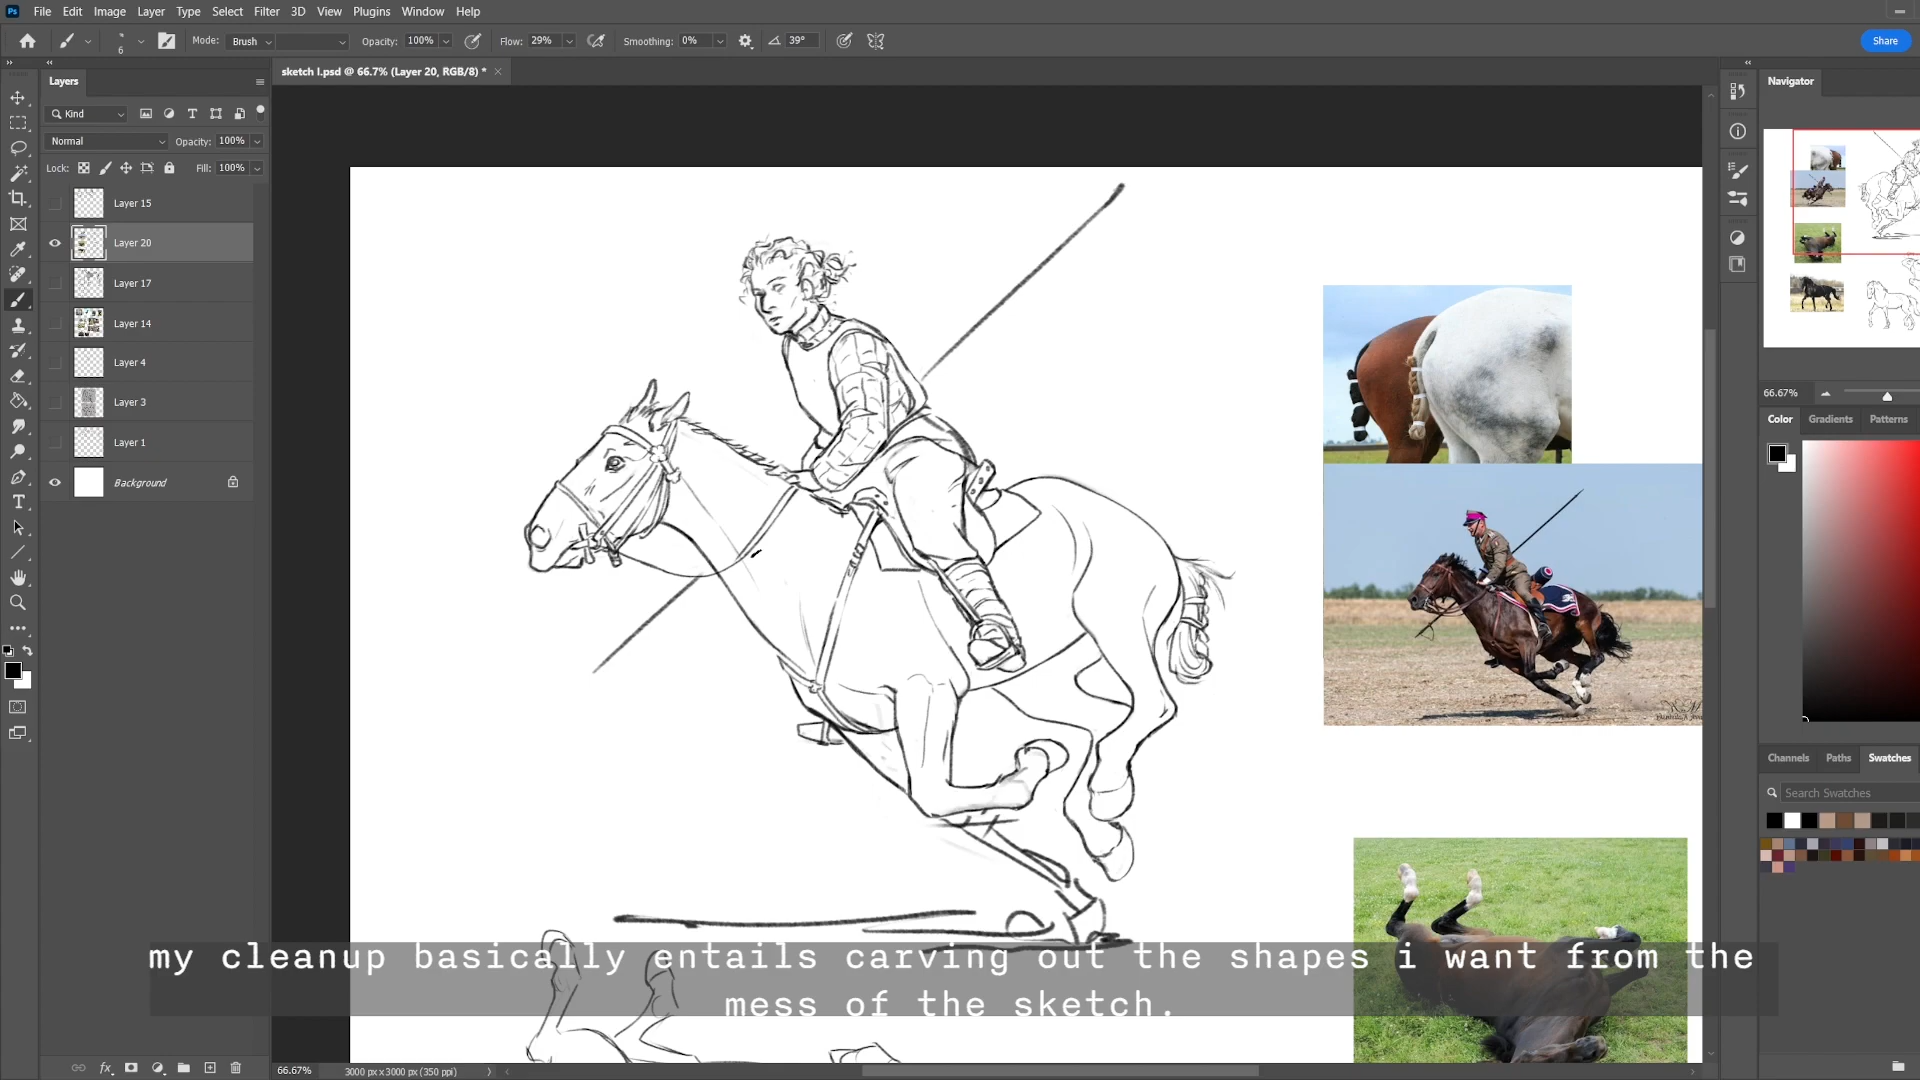 Ps File Edit Image Layer Type Select Filter 3D View Plugins Window Help
6 Mode: Brush Opacity: 100% Flow: 29% Smoothing: 0% 39° Share
Layers
sketch l.psd @ 66.7% (Layer 20, RGB/8) *
Navigator
Kind
Normal Opacity: 100%
Lock: Fill: 100%
Layer 15
Layer 20
Layer 17
Layer 14
Layer 4
Layer 3
Layer 1
Background
66.67%
Color Gradients Patterns
Channels Paths Swatches
Search Swatches
my cleanup basically entails carving out the shapes i want from the
mess of the sketch.
fx
66.67% 3000 px x 3000 px (350 ppi)